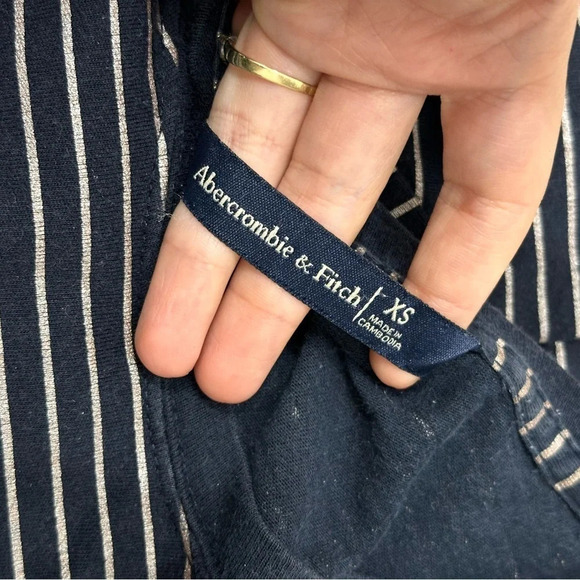 Abercrombie & Fitch
XS
MADE IN
CAMBODIA